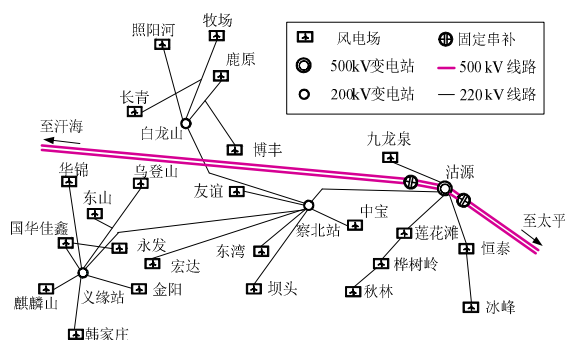 照阳河
牧场
鹿原
长青
白龙山
博丰
风电场
固定串补
500kV变电站
500 kV 线路
200kV变电站
220 kV 线路
至汗海
华锦
乌登山
东山
国华佳鑫
永发
宏达
麒麟山
义缘站
金阳
韩家庄
友谊
东湾
坝头
察北站
中宝
九龙泉
沽源
至太平
莲花滩
恒泰
桦树岭
秋林
冰峰